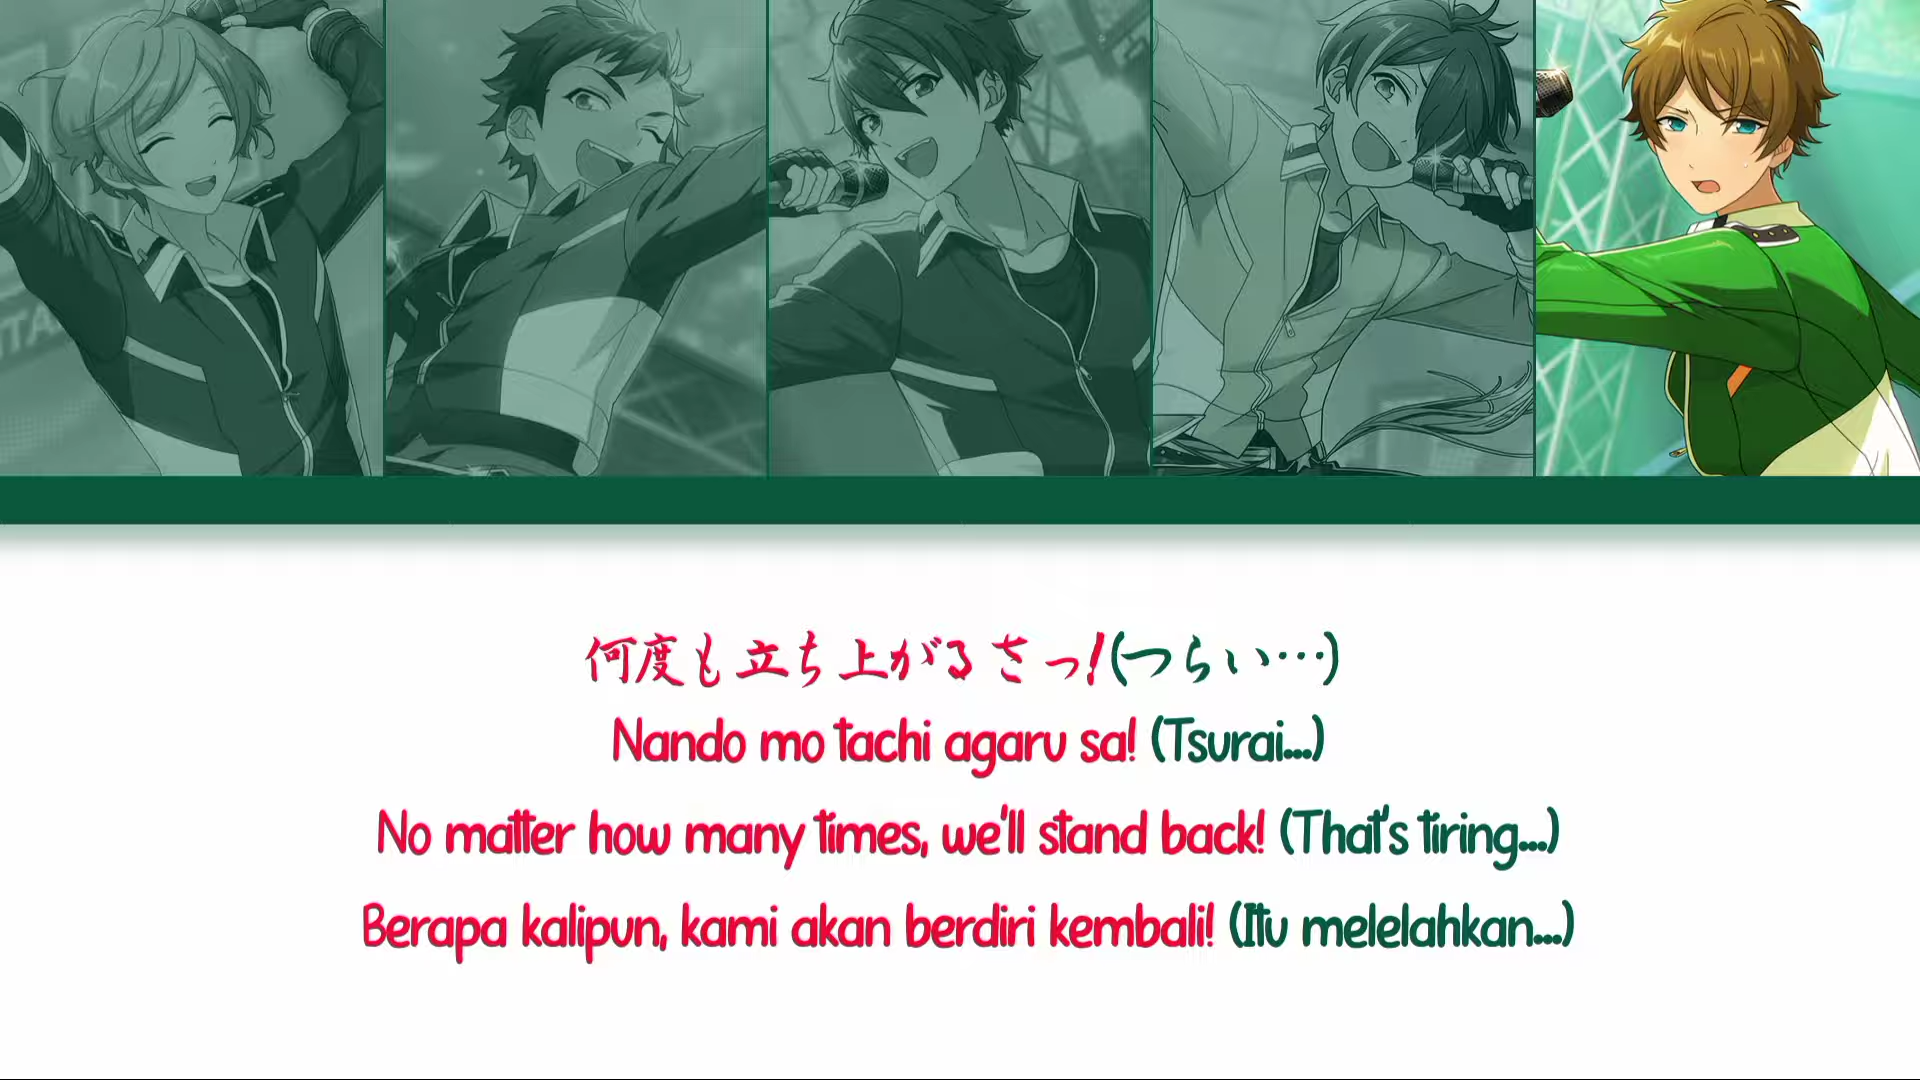 何度も立ち上がるさっ!(つらい…)
Nando mo tachi agaru sa! (Tsurai...)
No matter how many times, we'll stand back! (That's tiring...)
Berapa kalipun, kami akan berdiri kembali! (Itu melelahkan...)